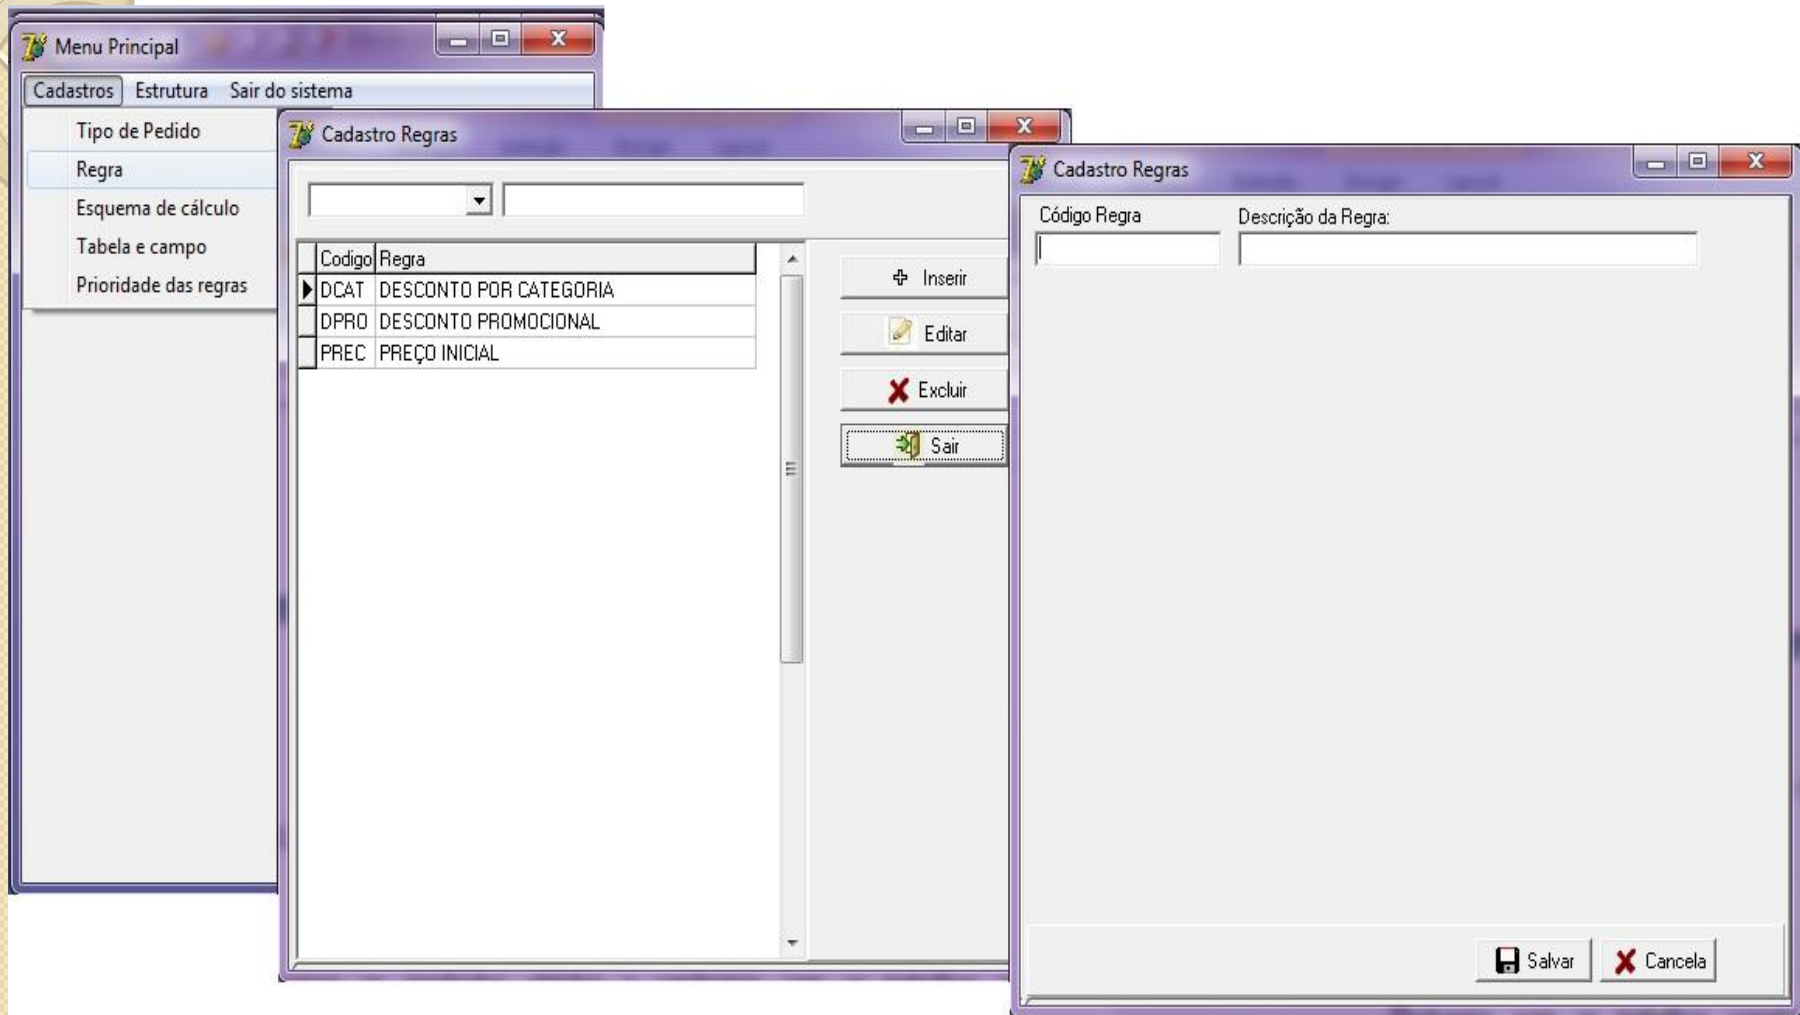 Menu Principal
Cadastros Estrutura Sair do sistema
Tipo de Pedido
Regra
Esquema de cálculo
Tabela e campo
Prioridade das regras
Cadastro Regras
Codigo Regra
DCAT DESCONTO POR CATEGORIA
DPRO DESCONTO PROMOCIONAL
PREC PREÇO INICIAL
Inserir
Editar
Excluir
Sair
Cadastro Regras
Código Regra Descrição da Regra:
Salvar Cancela